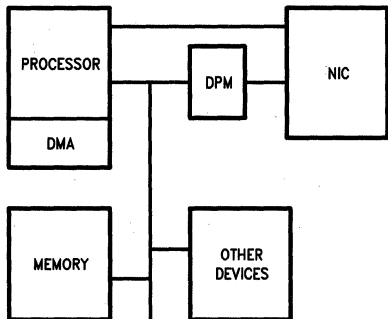 PROCESSOR
DPM
NIC
DMA
MEMORY
OTHER
DEVICES